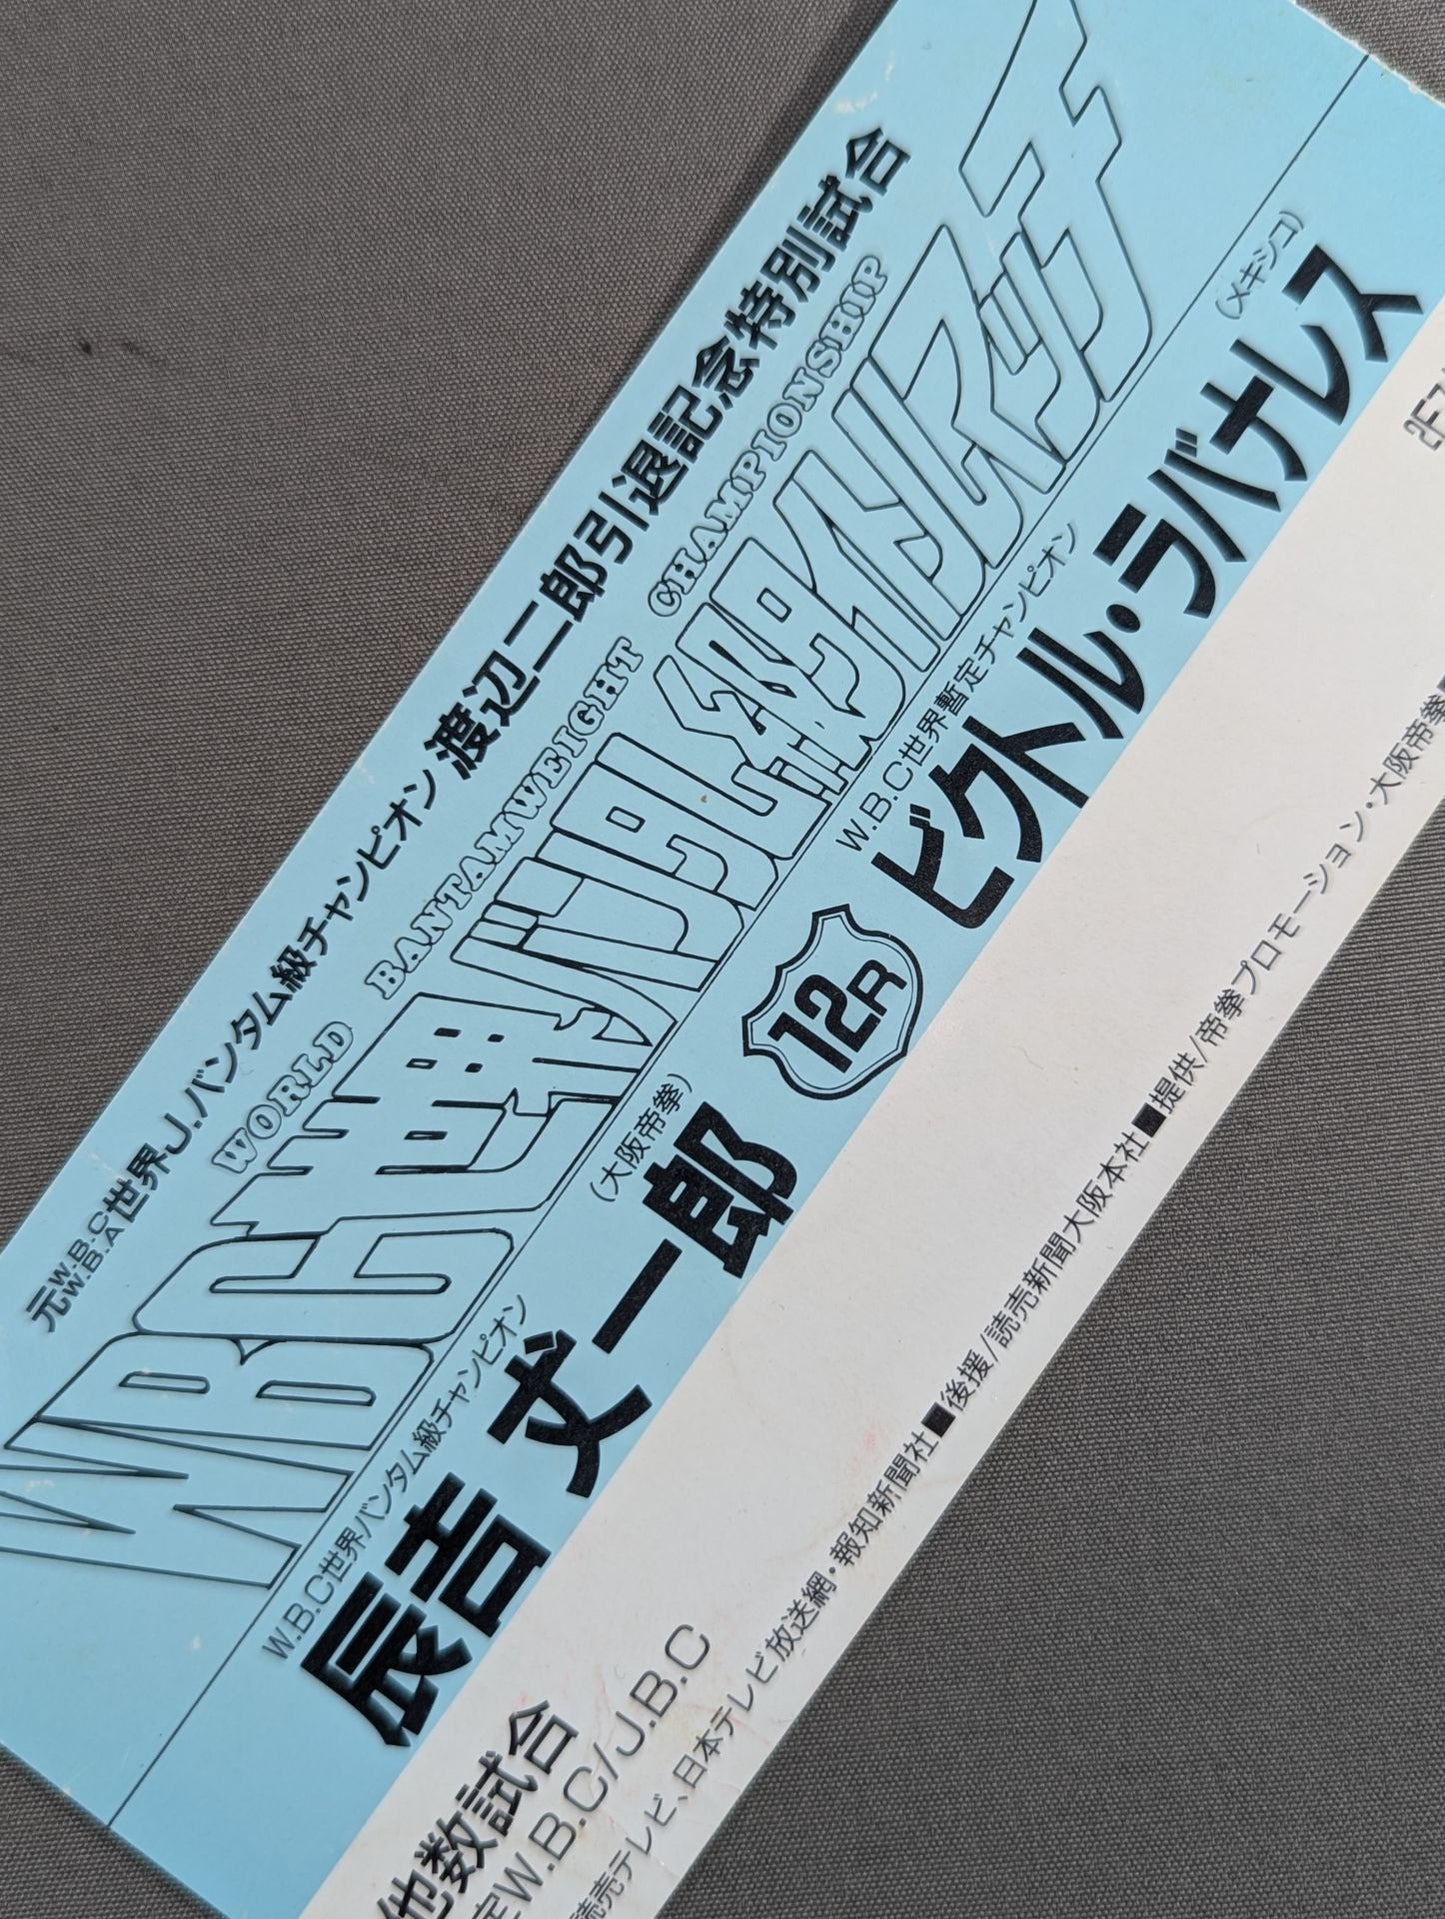 元W.B.C W.B.A世界J.バンタム級チャンピオン 渡辺二郎引退記念特別試合
WORLD BANTAMWEIGHT CHAMPIONSHIP
WBC世界バンタム級タイトルマッチ
W.B.C世界バンタム級チャンピオン
辰吉 丈一郎
(大阪帝拳)
12R
W.B.C世界暫定チャンピオン
ビクトル・ラバナレス
(メキシコ)
2F
他数試合
定W.B.C/J.B.C
読売テレビ、日本テレビ放送網・報知新聞社■後援/読売新聞大阪本社■提供/帝拳プロモーション・大阪帝拳